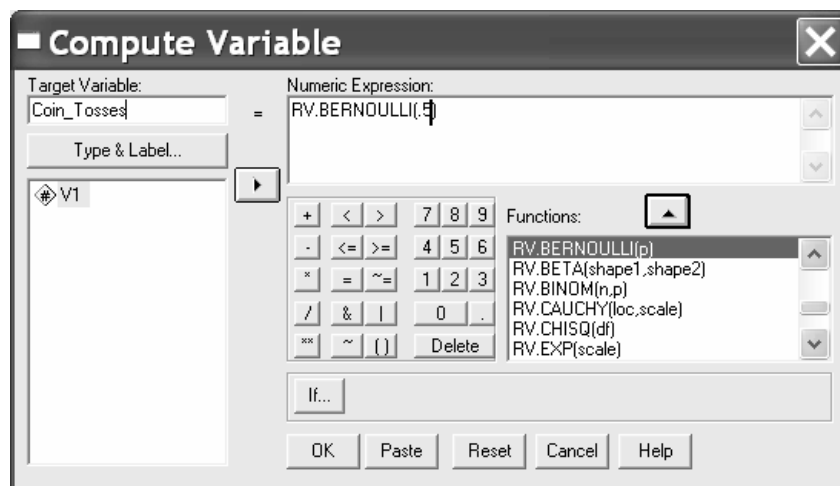 Compute Variable
Target Variable:
Coin_Tosses
=
Numeric Expression:
RV.BERNOULLI(.5)
Type & Label...
# V1
+ < > 7 8 9
- <= >= 4 5 6
* = ~= 1 2 3
/ & | 0 .
** ~ ( ) Delete
Functions:
RV.BERNOULLI(p)
RV.BETA(shape1,shape2)
RV.BINOM(n,p)
RV.CAUCHY(loc,scale)
RV.CHISQ(df)
RV.EXP(scale)
If...
OK Paste Reset Cancel Help